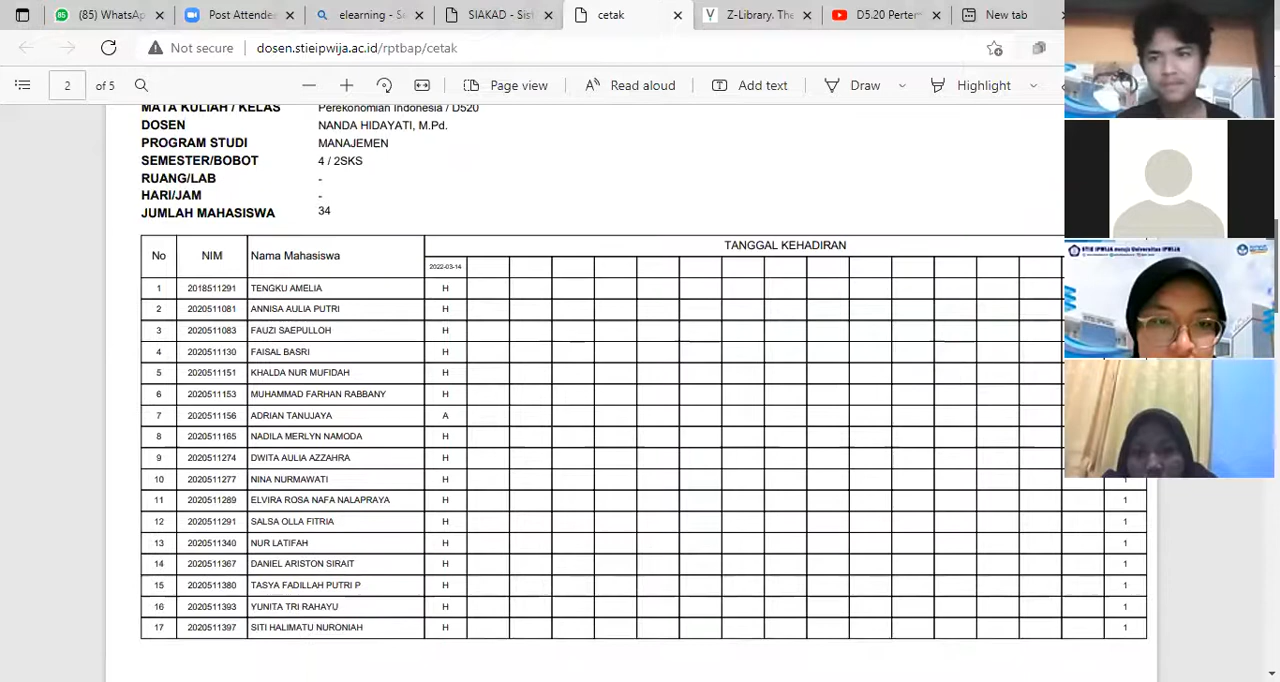 (85) WhatsAp
Post Attende
elearning - Se
SIAKAD - Sist
cetak
Z-Library. The
D5.20 Perten
New tab
Not secure
dosen.stieipwija.ac.id/rptbap/cetak
2 of 5
Page view
Read aloud
Add text
Draw
Highlight
MATA KULIAH / KELAS Perekonomian Indonesia / D520
DOSEN NANDA HIDAYATI, M.Pd.
PROGRAM STUDI MANAJEMEN
SEMESTER/BOBOT 4 / 2SKS
RUANG/LAB -
HARI/JAM -
JUMLAH MAHASISWA 34
No NIM Nama Mahasiswa TANGGAL KEHADIRAN
2022-03-14
1 2018511291 TENGKU AMELIA H
2 2020511081 ANNISA AULIA PUTRI H
3 2020511083 FAUZI SAEPULLOH H
4 2020511130 FAISAL BASRI H
5 2020511151 KHALDA NUR MUFIDAH H
6 2020511153 MUHAMMAD FARHAN RABBANY H
7 2020511156 ADRIAN TANUJAYA A
8 2020511165 NADILA MERLYN NAMODA H
9 2020511274 DWITA AULIA AZZAHRA H
10 2020511277 NINA NURMAWATI H 1
11 2020511289 ELVIRA ROSA NAFA NALAPRAYA H 1
12 2020511291 SALSA OLLA FITRIA H 1
13 2020511340 NUR LATIFAH H 1
14 2020511367 DANIEL ARISTON SIRAIT H 1
15 2020511380 TASYA FADILLAH PUTRI P H 1
16 2020511393 YUNITA TRI RAHAYU H 1
17 2020511397 SITI HALIMATU NURONIAH H 1
STIE IPWIJA menuju Universitas IPWIJA